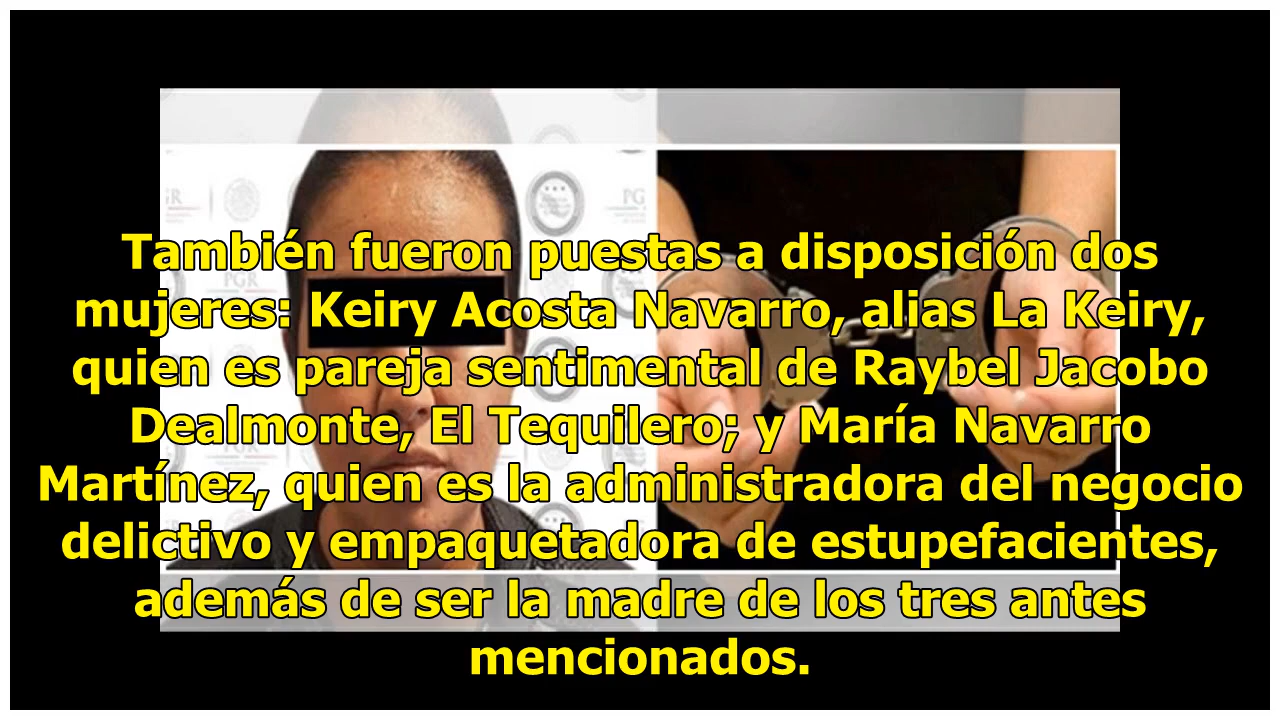 También fueron puestas a disposición dos
mujeres: Keiry Acosta Navarro, alias La Keiry,
quien es pareja sentimental de Raybel Jacobo
Dealmonte, El Tequilero; y María Navarro
Martínez, quien es la administradora del negocio
delictivo y empaquetadora de estupefacientes,
además de ser la madre de los tres antes
mencionados.
PGR